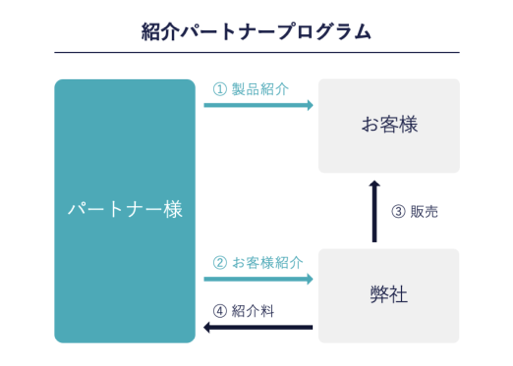 紹介パートナープログラム
① 製品紹介
お客様
パートナー様
③ 販売
② お客様紹介
弊社
④ 紹介料